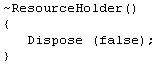 ~ResourceHolder()
{
   Dispose (false);
}